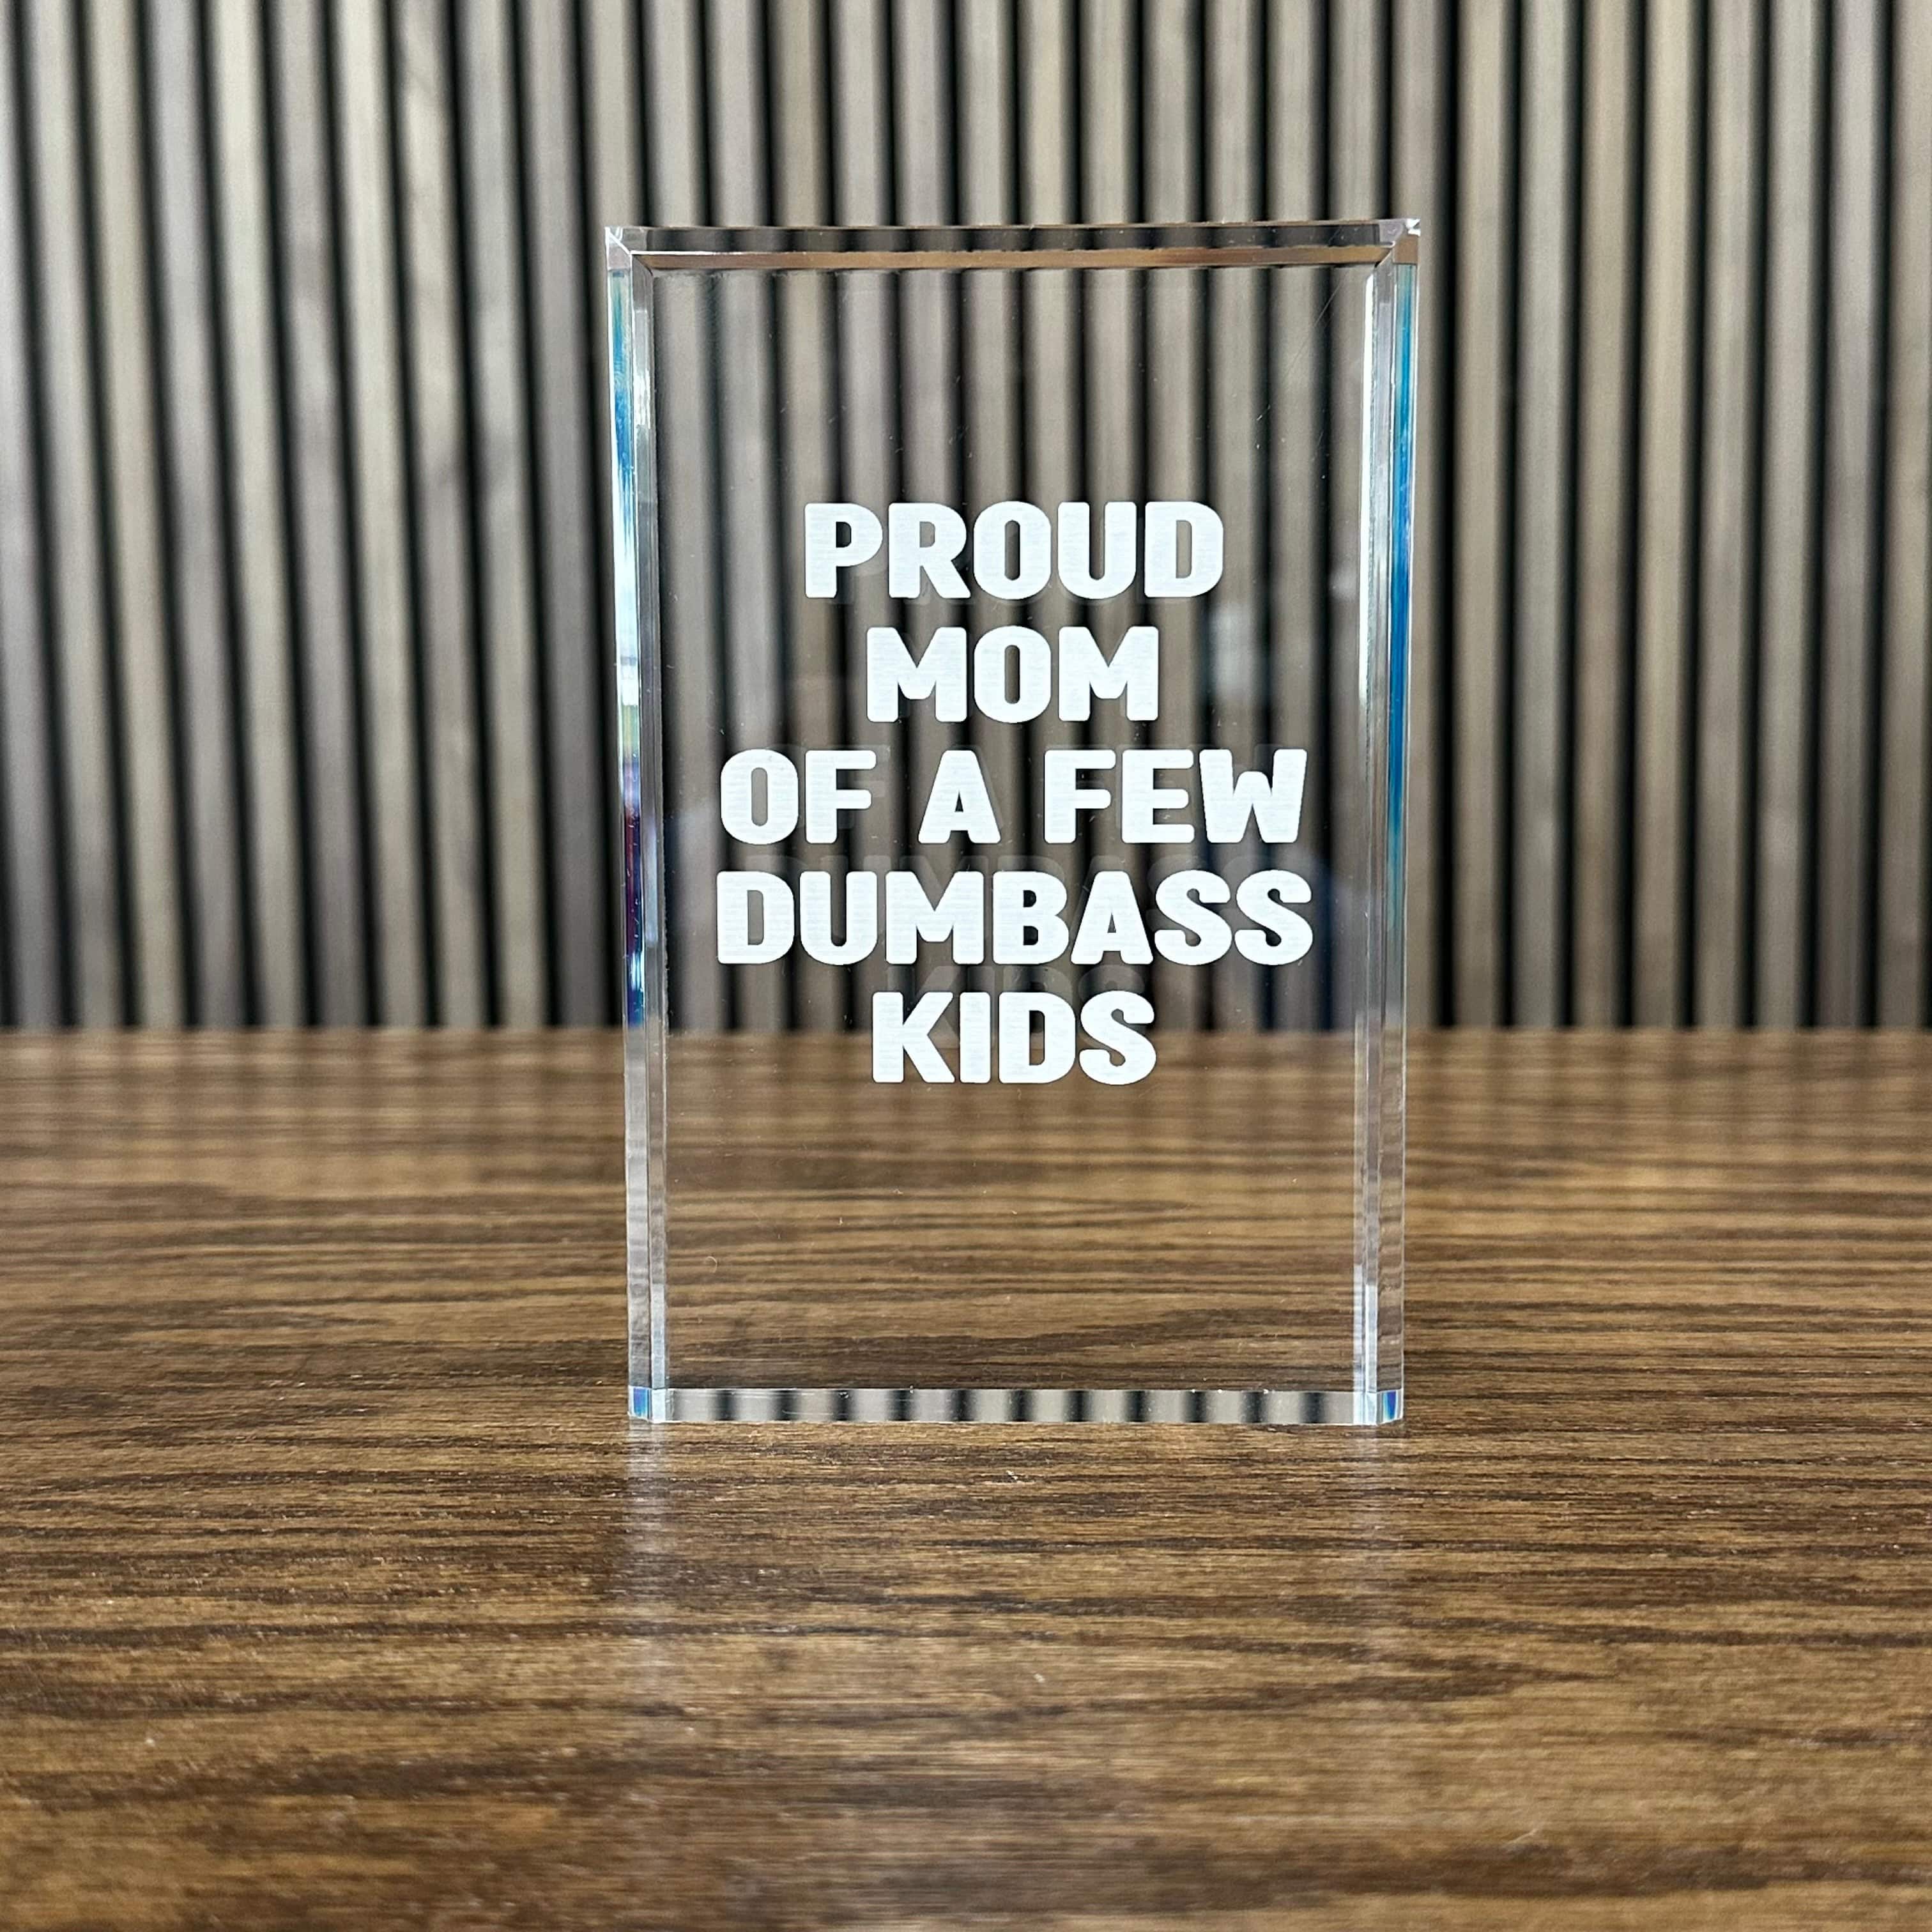 PROUD
MOM
OF A FEW
DUMBASS
KIDS